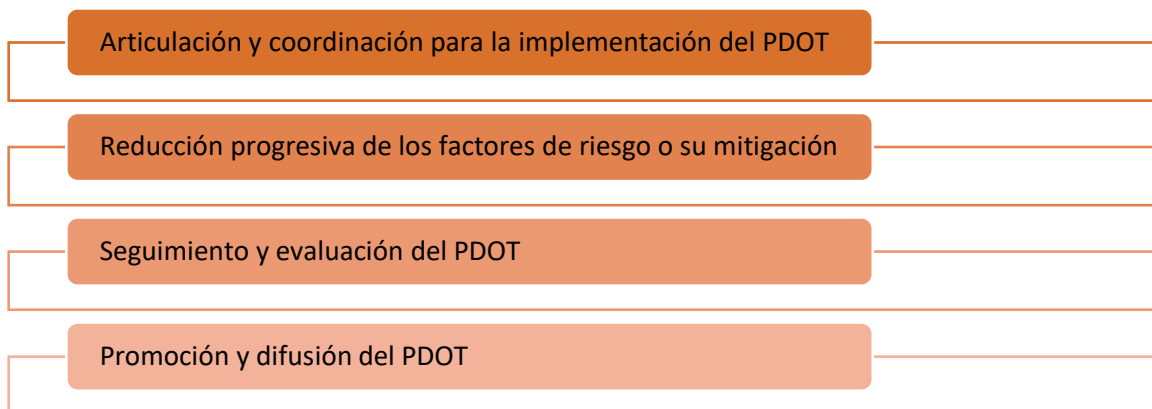 Articulación y coordinación para la implementación del PDOT
Reducción progresiva de los factores de riesgo o su mitigación
Seguimiento y evaluación del PDOT
Promoción y difusión del PDOT